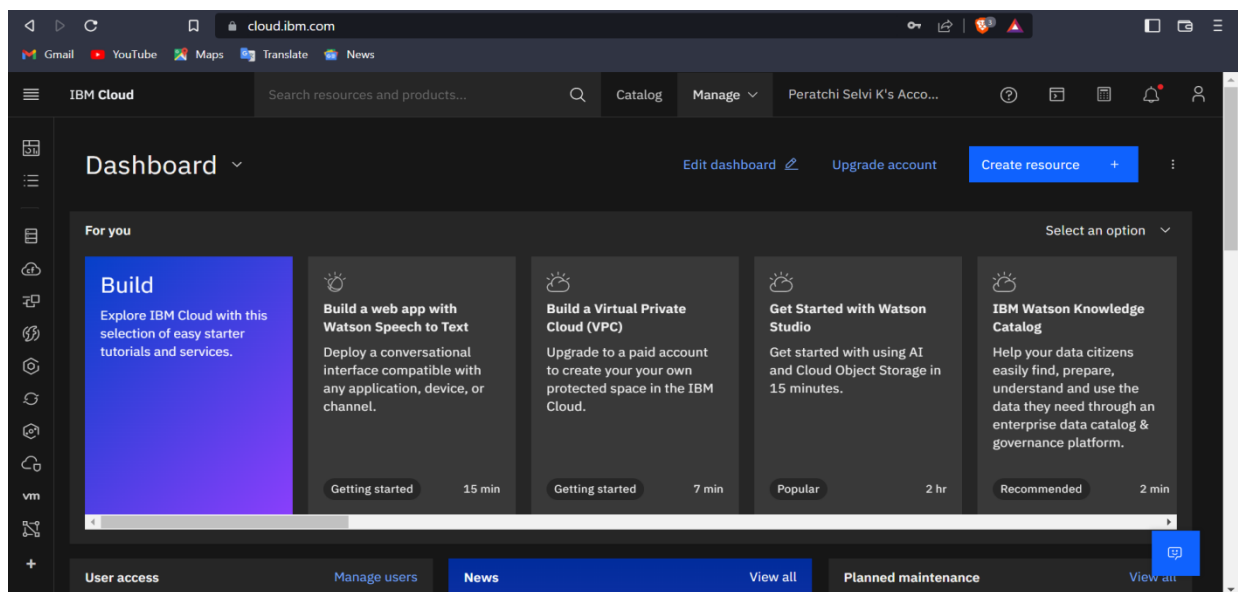 cloud.ibm.com
Gmail YouTube Maps Translate News
IBM Cloud Search resources and products... Catalog Manage Peratchi Selvi K's Acco...
Dashboard Edit dashboard Upgrade account Create resource +
For you Select an option
Build
Explore IBM Cloud with this
selection of easy starter
tutorials and services.
Build a web app with
Watson Speech to Text
Deploy a conversational
interface compatible with
any application, device, or
channel.
Getting started 15 min
Build a Virtual Private
Cloud (VPC)
Upgrade to a paid account
to create your your own
protected space in the IBM
Cloud.
Getting started 7 min
Get Started with Watson
Studio
Get started with using AI
and Cloud Object Storage in
15 minutes.
Popular 2 hr
IBM Watson Knowledge
Catalog
Help your data citizens
easily find, prepare,
understand and use the
data they need through an
enterprise data catalog &
governance platform.
Recommended 2 min
vm
User access Manage users
News View all
Planned maintenance View all